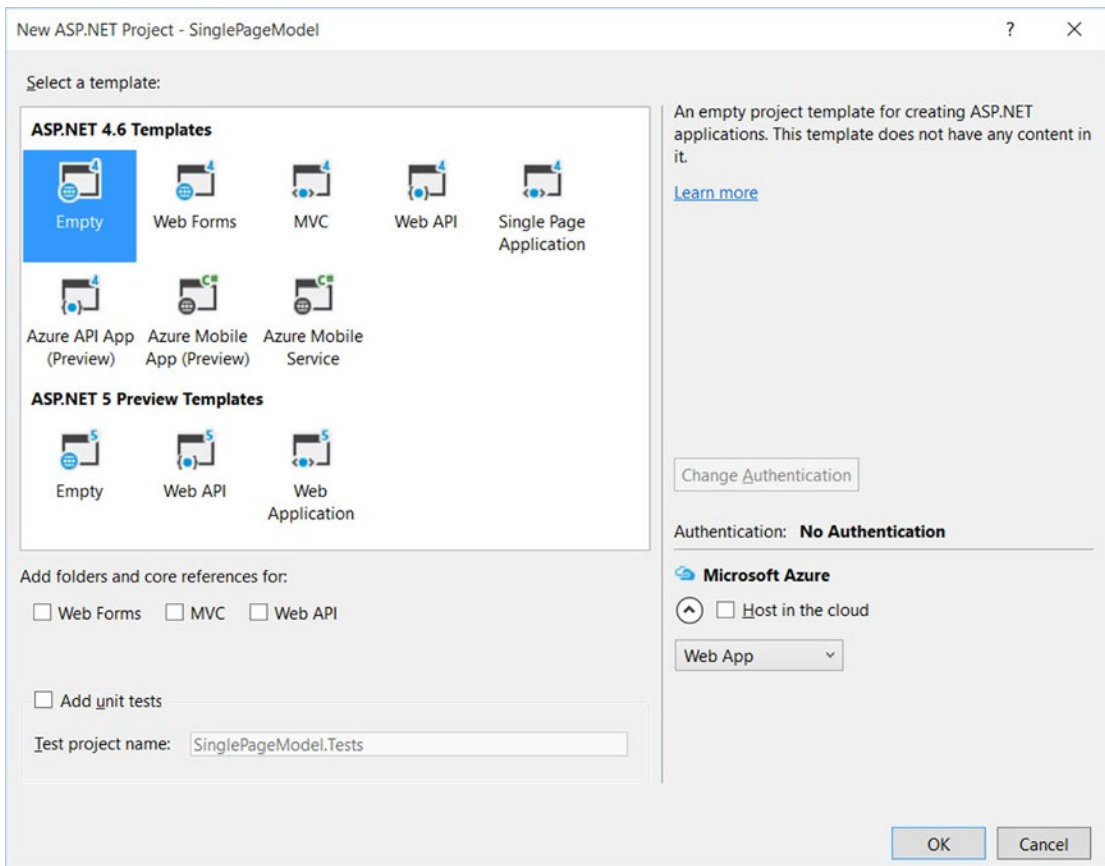 New ASP.NET Project - SinglePageModel
?
Select a template:
ASP.NET 4.6 Templates
4 4 4 4 4
Empty Web Forms MVC Web API Single Page
Application
4 C# C#
Azure API App Azure Mobile Azure Mobile
(Preview) App (Preview) Service
ASP.NET 5 Preview Templates
5 5 5
Empty Web API Web
Application
An empty project template for creating ASP.NET
applications. This template does not have any content in
it.
Learn more
Change Authentication
Authentication: No Authentication
Microsoft Azure
Host in the cloud
Web App
Add folders and core references for:
Web Forms MVC Web API
Add unit tests
Test project name: SinglePageModel.Tests
OK Cancel